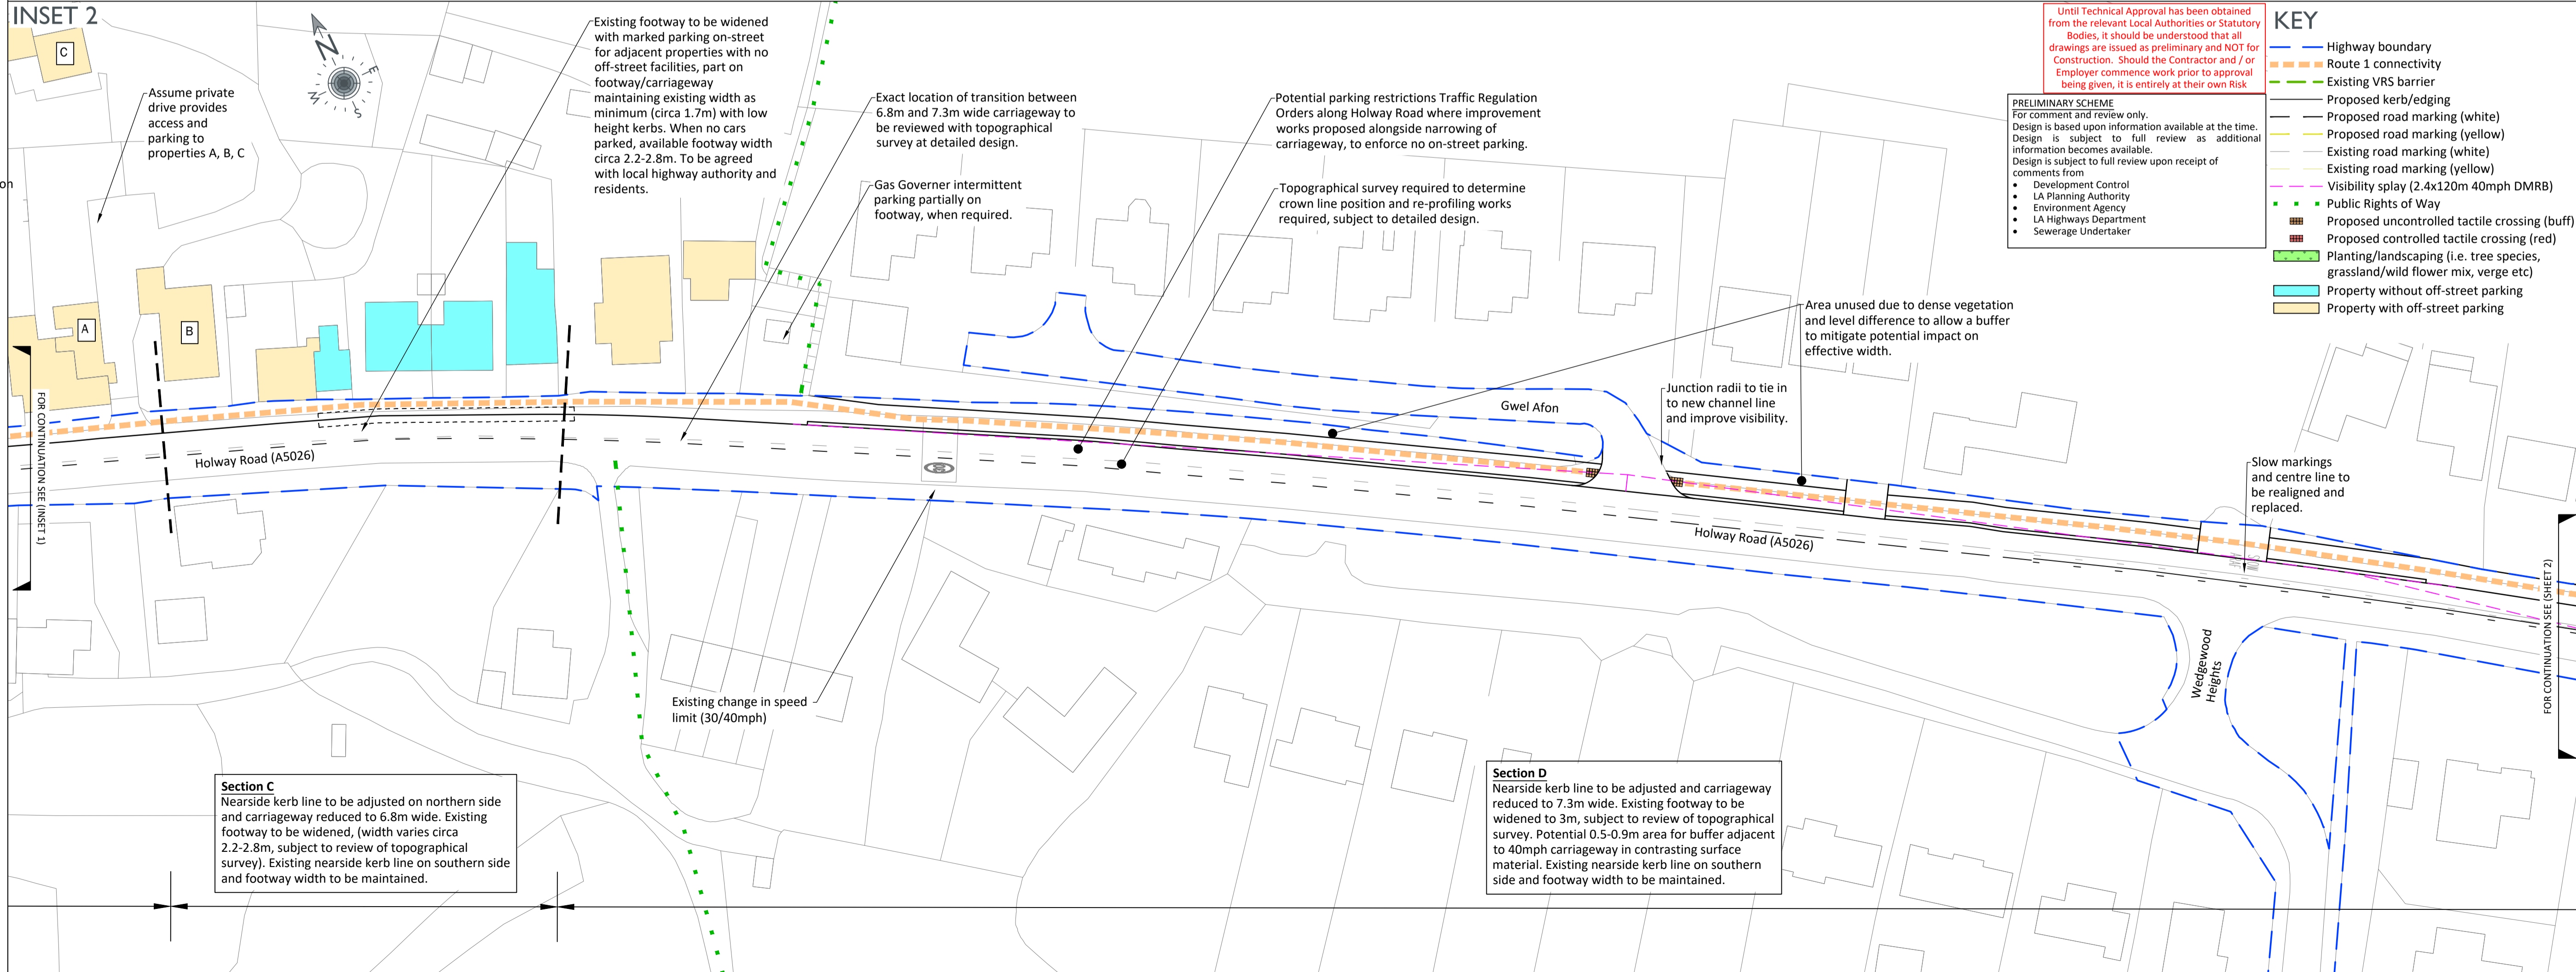 INSET 2
C
Assume private
drive provides
access and
parking to
properties A, B, C
on
N
E
S
W
Existing footway to be widened
with marked parking on-street
for adjacent properties with no
off-street facilities, part on
footway/carriageway
maintaining existing width as
minimum (circa 1.7m) with low
height kerbs. When no cars
parked, available footway width
circa 2.2-2.8m. To be agreed
with local highway authority and
residents.
Exact location of transition between
6.8m and 7.3m wide carriageway to
be reviewed with topographical
survey at detailed design.
Gas Governer intermittent
parking partially on
footway, when required.
Potential parking restrictions Traffic Regulation
Orders along Holway Road where improvement
works proposed alongside narrowing of
carriageway, to enforce no on-street parking.
Topographical survey required to determine
crown line position and re-profiling works
required, subject to detailed design.
Until Technical Approval has been obtained
from the relevant Local Authorities or Statutory
Bodies, it should be understood that all
drawings are issued as preliminary and NOT for
Construction. Should the Contractor and / or
Employer commence work prior to approval
being given, it is entirely at their own Risk
PRELIMINARY SCHEME
For comment and review only.
Design is based upon information available at the time.
Design is subject to full review as additional
information becomes available.
Design is subject to full review upon receipt of
comments from
• Development Control
• LA Planning Authority
• Environment Agency
• LA Highways Department
• Sewerage Undertaker
KEY
Highway boundary
Route 1 connectivity
Existing VRS barrier
Proposed kerb/edging
Proposed road marking (white)
Proposed road marking (yellow)
Existing road marking (white)
Existing road marking (yellow)
Visibility splay (2.4x120m 40mph DMRB)
Public Rights of Way
Proposed uncontrolled tactile crossing (buff)
Proposed controlled tactile crossing (red)
Planting/landscaping (i.e. tree species,
grassland/wild flower mix, verge etc)
Property without off-street parking
Property with off-street parking
A
B
Area unused due to dense vegetation
and level difference to allow a buffer
to mitigate potential impact on
effective width.
Junction radii to tie in
to new channel line
and improve visibility.
Gwel Afon
Slow markings
and centre line to
be realigned and
replaced.
FOR CONTINUATION SEE (INSET 1)
Holway Road (A5026)
Holway Road (A5026)
FOR CONTINUATION SEE (SHEET 2)
Wedgewood
Heights
Existing change in speed
limit (30/40mph)
Section C
Nearside kerb line to be adjusted on northern side
and carriageway reduced to 6.8m wide. Existing
footway to be widened, (width varies circa
2.2-2.8m, subject to review of topographical
survey). Existing nearside kerb line on southern side
and footway width to be maintained.
Section D
Nearside kerb line to be adjusted and carriageway
reduced to 7.3m wide. Existing footway to be
widened to 3m, subject to review of topographical
survey. Potential 0.5-0.9m area for buffer adjacent
to 40mph carriageway in contrasting surface
material. Existing nearside kerb line on southern
side and footway width to be maintained.